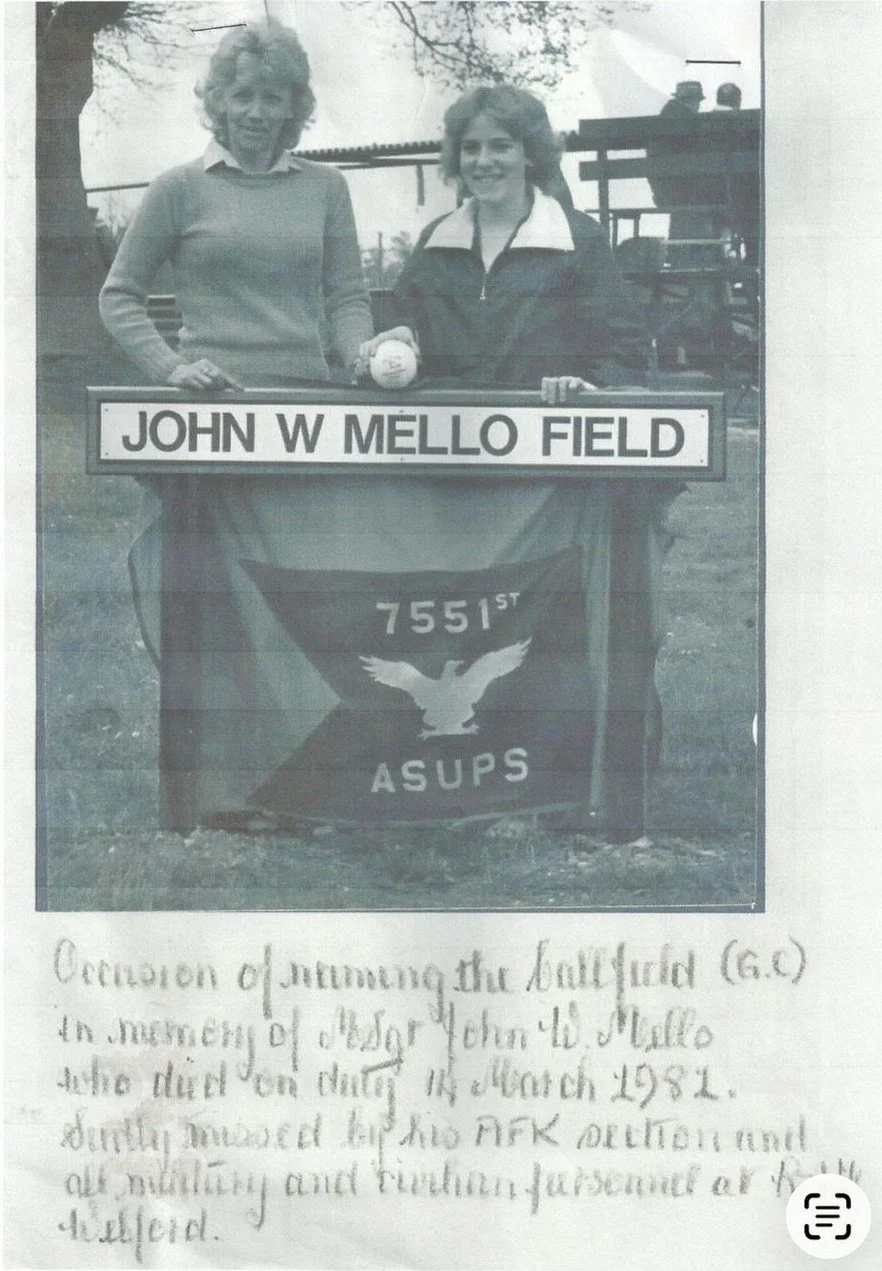 JOHN W MELLO FIELD
7551ST
ASUPS
Occasion of naming the ballfield (G.C)
in memory of MSgt John W. Mello
who died on duty 14 March 1981.
Sadly missed by his AFK section and
all military and civilian personnel at
Welford.